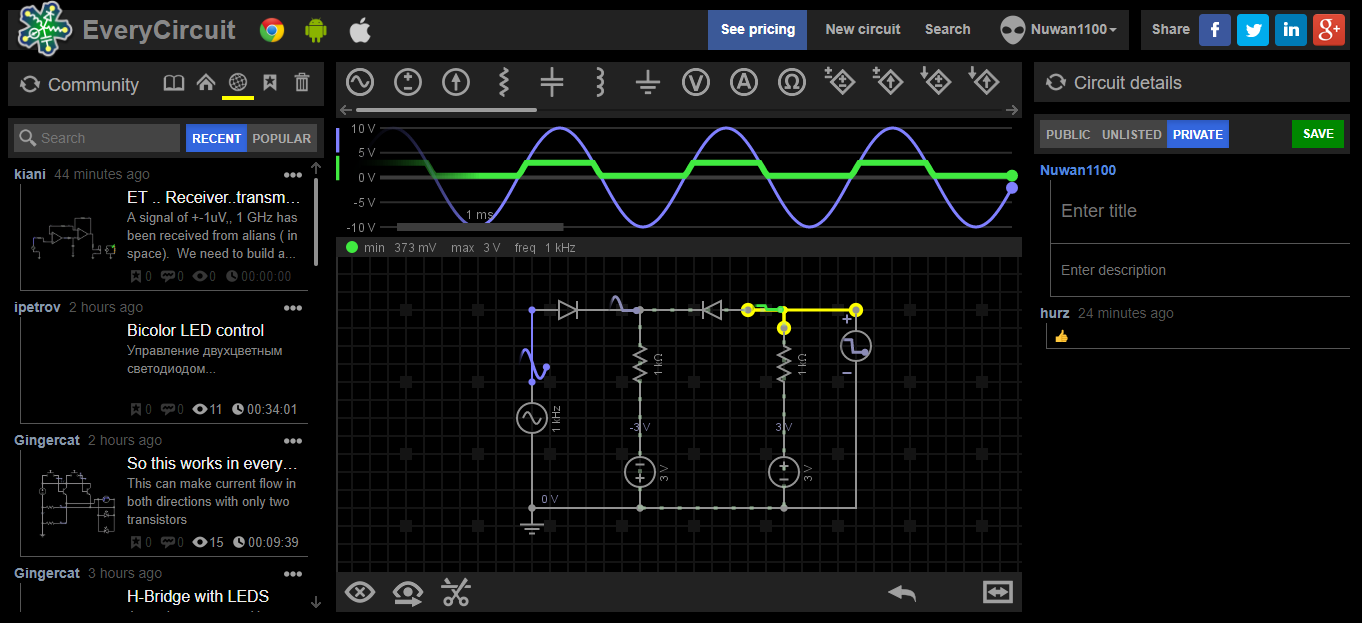 EveryCircuit
See pricing
New circuit
Search
Nuwan1100
Share
Community
Search
RECENT
POPULAR
kiani 44 minutes ago
ET .. Receiver..transm...
A signal of +-1uV,, 1 GHz has
been received from alians ( in
space). We need to build a...
0 0 0 00:00:00
ipetrov 2 hours ago
Bicolor LED control
Управление двухцветным
светодиодом...
0 0 11 00:34:01
Gingercat 2 hours ago
So this works in every...
This can make current flow in
both directions with only two
transistors
0 0 15 00:09:39
Gingercat 3 hours ago
H-Bridge with LEDS
10 V
5 V
0 V
-5 V
-10 V
1 ms
min 373 mV max 3 V freq 1 kHz
1 kHz
1 kΩ
-3 V
3 V
1 kΩ
3 V
3 V
0 V
Circuit details
PUBLIC
UNLISTED
PRIVATE
SAVE
Nuwan1100
Enter title
Enter description
hurz 24 minutes ago